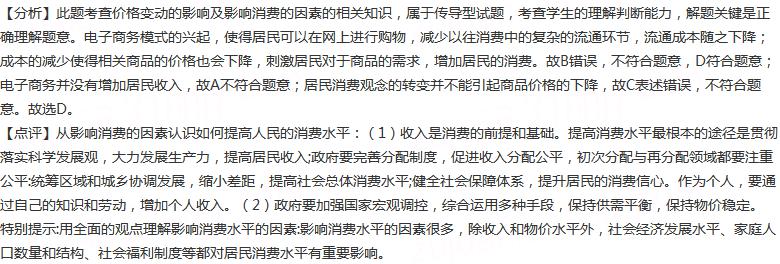 【分析】此题考查价格变动的影响及影响消费的因素的相关知识，属于传导型试题，考查学生的理解判断能力，解题关键是正
确理解题意。电子商务模式的兴起，使得居民可以在网上进行购物，减少以往消费中的复杂的流通环节，流通成本随之下降；
成本的减少使得相关商品的价格也会下降，刺激居民对于商品的需求，增加居民的消费。故B错误，不符合题意，D符合题意；
电子商务并没有增加居民收入，故A不符合题意；居民消费观念的转变并不能引起商品价格的下降，故C表述错误，不符合题
意。故选D。
【点评】从影响消费的因素认识如何提高人民的消费水平：（1）收入是消费的前提和基础。提高消费水平最根本的途径是贯彻
落实科学发展观，大力发展生产力，提高居民收入;政府要完善分配制度，促进收入分配公平，初次分配与再分配领域都要注重
公平;统筹区域和城乡协调发展，缩小差距，提高社会总体消费水平;健全社会保障体系，提升居民的消费信心。作为个人，要通
过自己的知识和劳动，增加个人收入。（2）政府要加强国家宏观调控，综合运用多种手段，保持供需平衡，保持物价稳定。
特别提示:用全面的观点理解影响消费水平的因素:影响消费水平的因素很多，除收入和物价水平外，社会经济发展水平、家庭人
口数量和结构、社会福利制度等都对居民消费水平有重要影响。